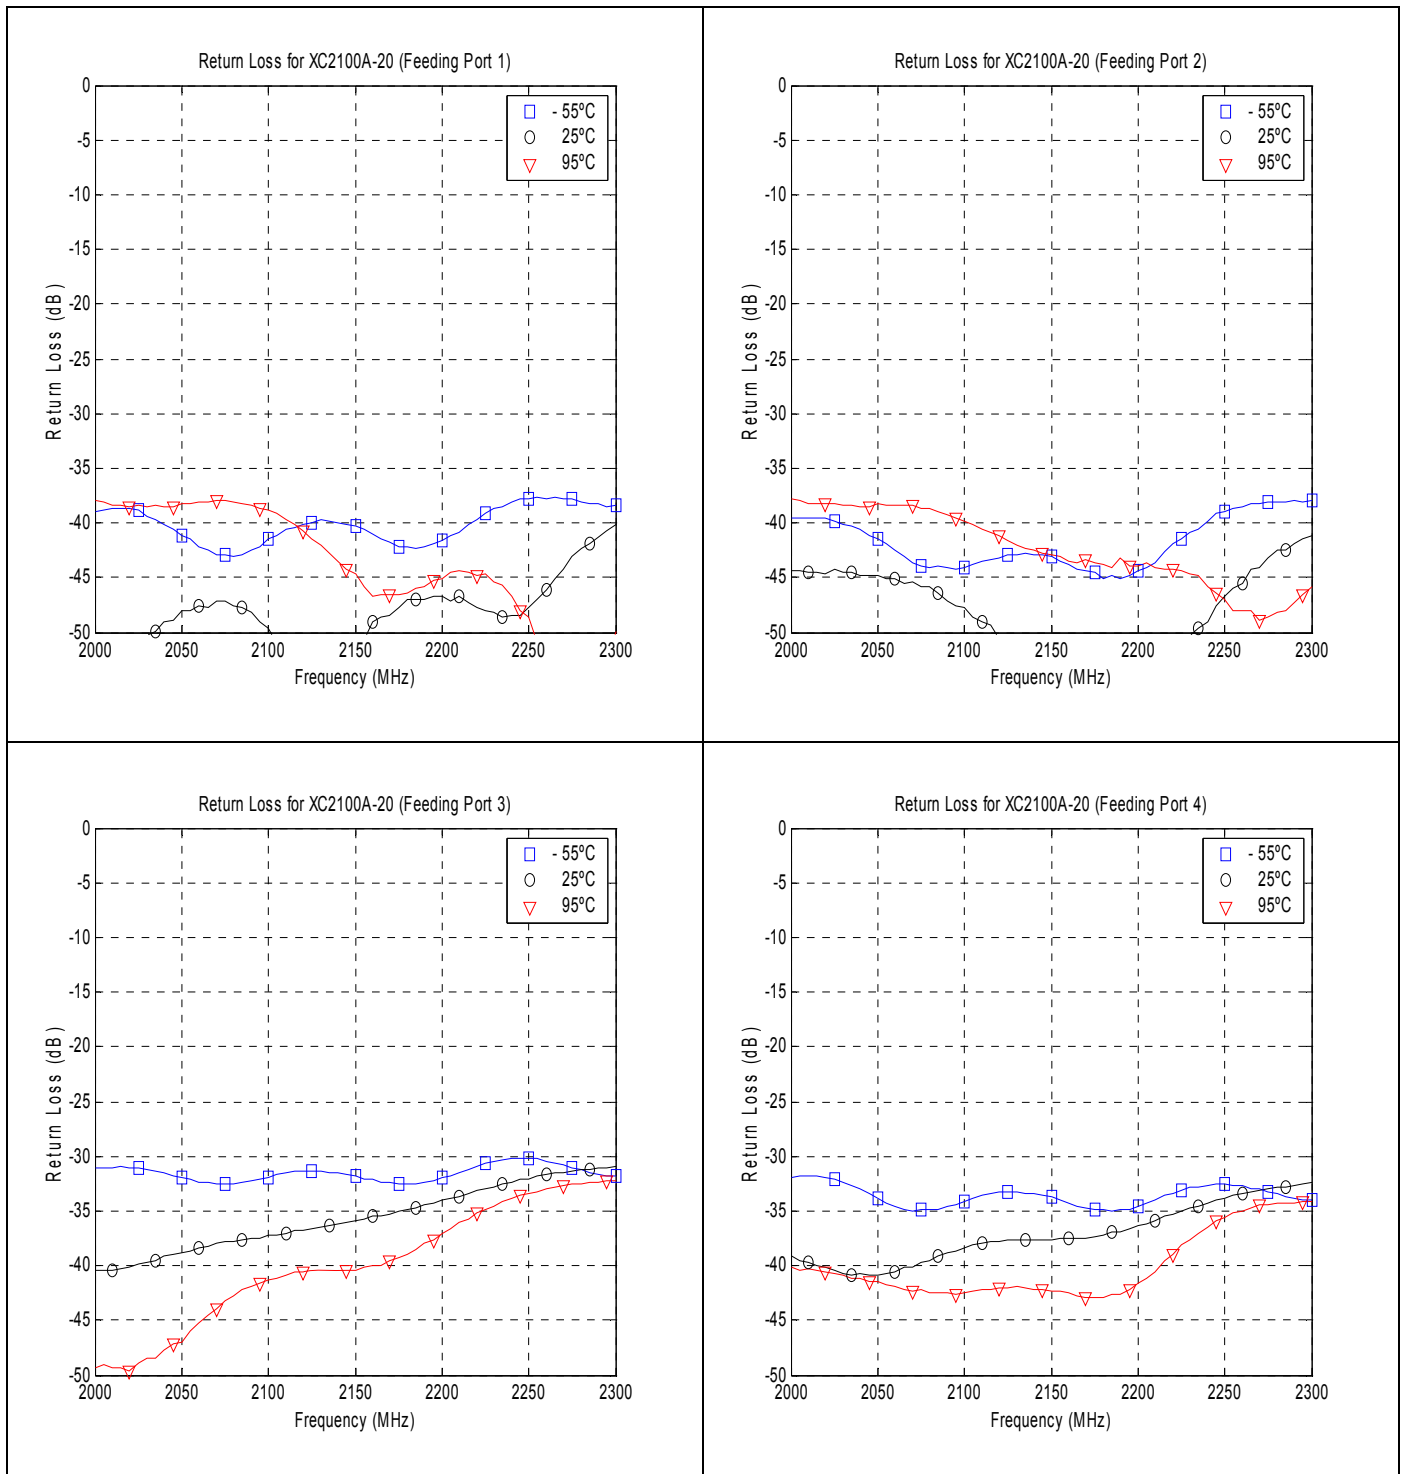 Return Loss for XC2100A-20 (Feeding Port 1)
0
-5
-10
-15
-20
-25
-30
-35
-40
-45
-50
Return Loss (dB)
- 55ºC
25ºC
95ºC
2000 2050 2100 2150 2200 2250 2300
Frequency (MHz)
Return Loss for XC2100A-20 (Feeding Port 2)
0
-5
-10
-15
-20
-25
-30
-35
-40
-45
-50
Return Loss (dB)
- 55ºC
25ºC
95ºC
2000 2050 2100 2150 2200 2250 2300
Frequency (MHz)
Return Loss for XC2100A-20 (Feeding Port 3)
0
-5
-10
-15
-20
-25
-30
-35
-40
-45
-50
Return Loss (dB)
- 55ºC
25ºC
95ºC
2000 2050 2100 2150 2200 2250 2300
Frequency (MHz)
Return Loss for XC2100A-20 (Feeding Port 4)
0
-5
-10
-15
-20
-25
-30
-35
-40
-45
-50
Return Loss (dB)
- 55ºC
25ºC
95ºC
2000 2050 2100 2150 2200 2250 2300
Frequency (MHz)